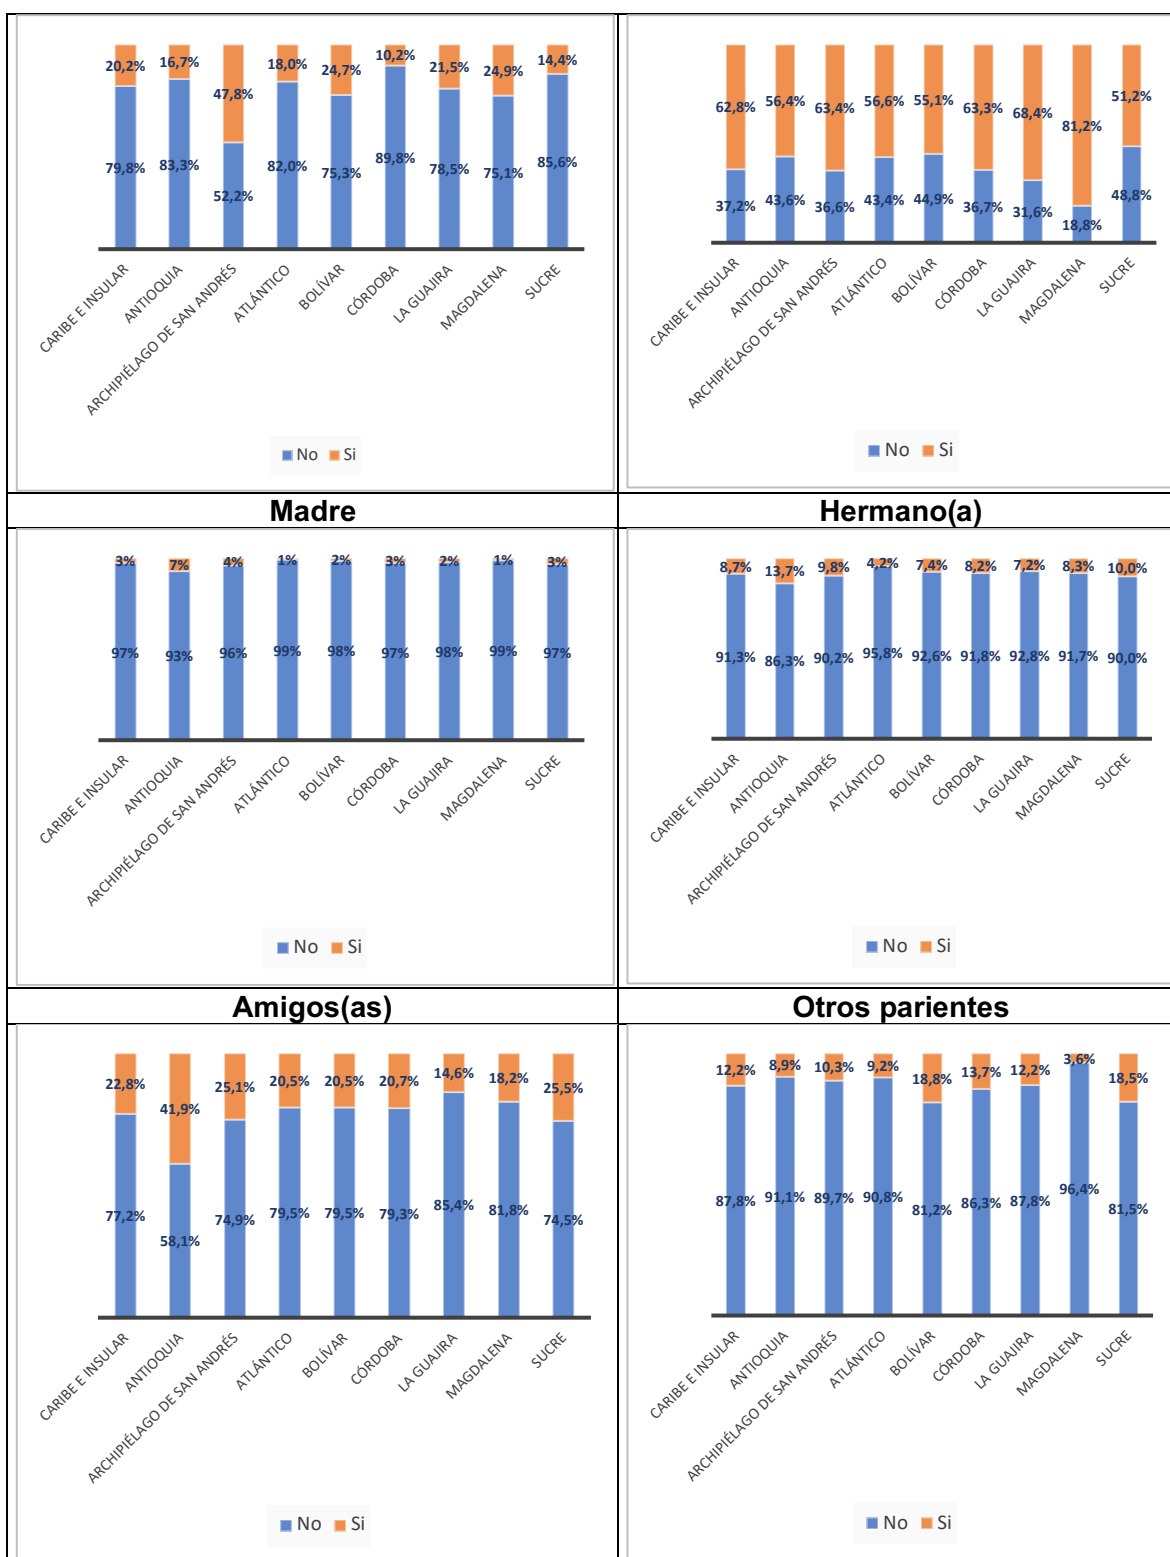 20,2% 16,7% 47,8% 18,0% 24,7% 10,2% 21,5% 24,9% 14,4%
79,8% 83,3% 52,2% 82,0% 75,3% 89,8% 78,5% 75,1% 85,6%
CARIBE E INSULAR
ANTIOQUIA
ARCHIPIÉLAGO DE SAN ANDRÉS
ATLÁNTICO
BOLÍVAR
CÓRDOBA
LA GUAJIRA
MAGDALENA
SUCRE
No Si
62,8% 56,4% 63,4% 56,6% 55,1% 63,3% 68,4% 81,2% 51,2%
37,2% 43,6% 36,6% 43,4% 44,9% 36,7% 31,6% 18,8% 48,8%
CARIBE E INSULAR
ANTIOQUIA
ARCHIPIÉLAGO DE SAN ANDRÉS
ATLÁNTICO
BOLÍVAR
CÓRDOBA
LA GUAJIRA
MAGDALENA
SUCRE
No Si
Madre
3% 7% 4% 1% 2% 3% 2% 1% 3%
97% 93% 96% 99% 98% 97% 98% 99% 97%
CARIBE E INSULAR
ANTIOQUIA
ARCHIPIÉLAGO DE SAN ANDRÉS
ATLÁNTICO
BOLÍVAR
CÓRDOBA
LA GUAJIRA
MAGDALENA
SUCRE
No Si
Hermano(a)
8,7% 13,7% 9,8% 4,2% 7,4% 8,2% 7,2% 8,3% 10,0%
91,3% 86,3% 90,2% 95,8% 92,6% 91,8% 92,8% 91,7% 90,0%
CARIBE E INSULAR
ANTIOQUIA
ARCHIPIÉLAGO DE SAN ANDRÉS
ATLÁNTICO
BOLÍVAR
CÓRDOBA
LA GUAJIRA
MAGDALENA
SUCRE
No Si
Amigos(as)
22,8% 41,9% 25,1% 20,5% 20,5% 20,7% 14,6% 18,2% 25,5%
77,2% 58,1% 74,9% 79,5% 79,5% 79,3% 85,4% 81,8% 74,5%
CARIBE E INSULAR
ANTIOQUIA
ARCHIPIÉLAGO DE SAN ANDRÉS
ATLÁNTICO
BOLÍVAR
CÓRDOBA
LA GUAJIRA
MAGDALENA
SUCRE
No Si
Otros parientes
12,2% 8,9% 10,3% 9,2% 18,8% 13,7% 12,2% 3,6% 18,5%
87,8% 91,1% 89,7% 90,8% 81,2% 86,3% 87,8% 96,4% 81,5%
CARIBE E INSULAR
ANTIOQUIA
ARCHIPIÉLAGO DE SAN ANDRÉS
ATLÁNTICO
BOLÍVAR
CÓRDOBA
LA GUAJIRA
MAGDALENA
SUCRE
No Si